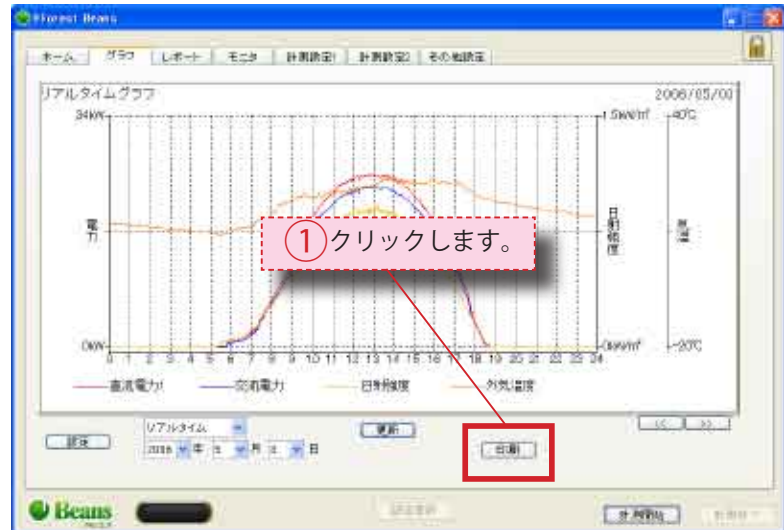 Forest Beans
ホーム グラフ レポート モニタ 計測設定1 計測設定2 その他設定
リアルタイムグラフ 2006/05/03
34kW 1.5kW/m² 40℃
電力
日射強度
気温
①クリックします。
0kW 0kW/m² -20℃
0 1 2 3 4 5 6 7 8 9 10 11 12 13 14 15 16 17 18 19 20 21 22 23 24
直流電力1 交流電力 日射強度 外気温度
設定 リアルタイム 更新 印刷 << >>
2006 年 5 月 3 日
Beans
計測開始